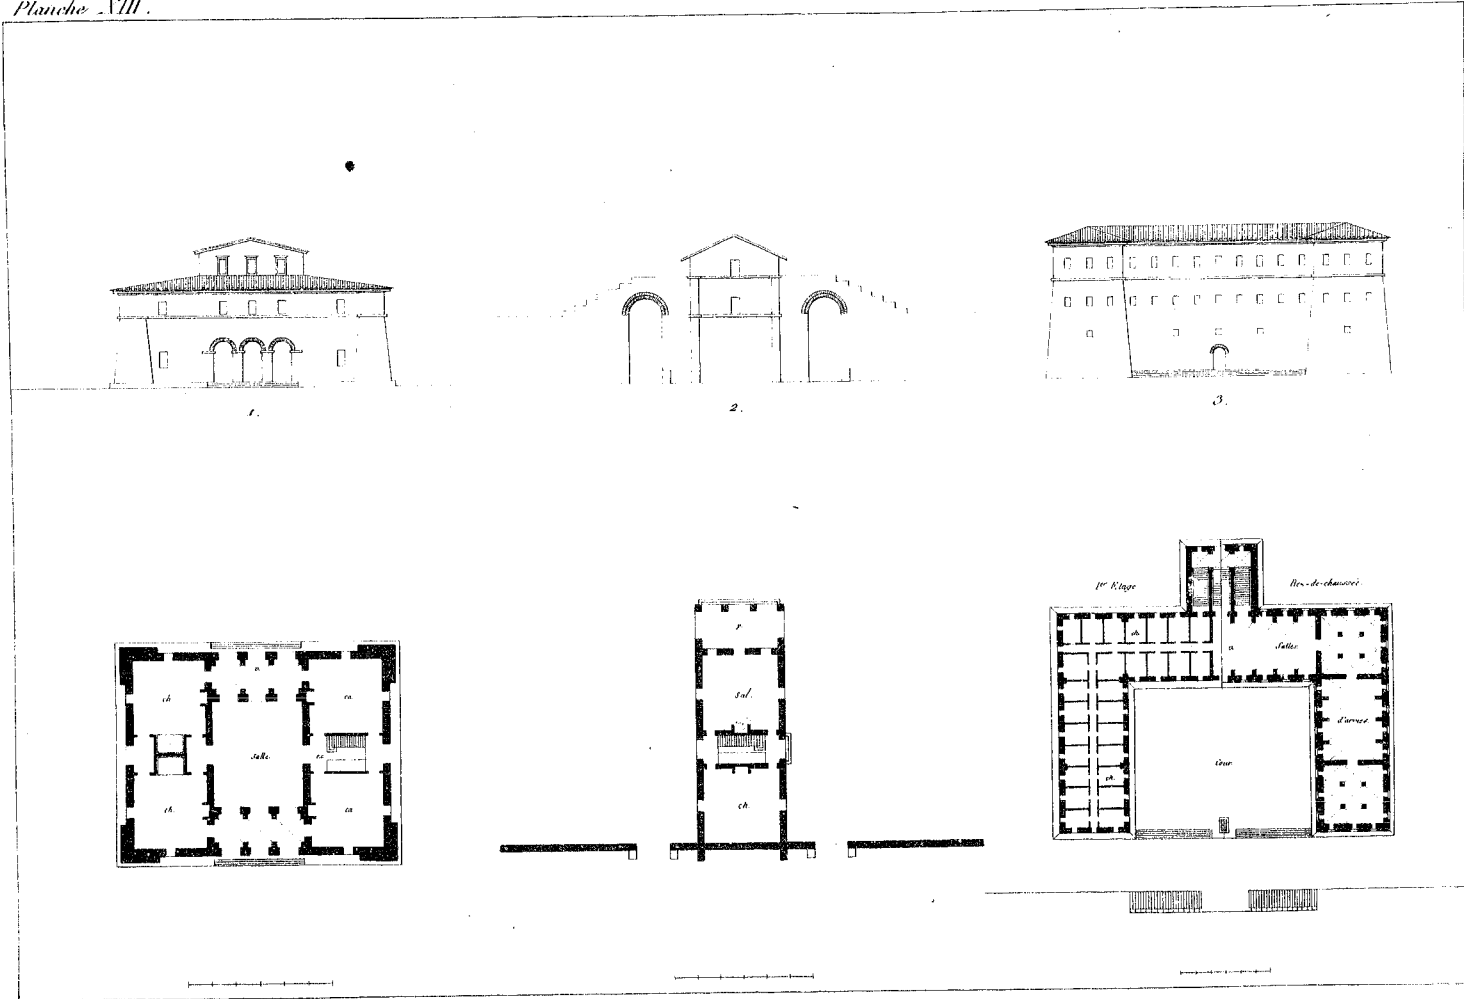 Planche XIII.
1.
2.
3.
1er Etage
Rez-de-chaussée.
ch.
v.
Salles
d'armes.
Cour.
ch.
p.
sal.
ch.
v.
ch.
ca.
Salle.
ch.
ca